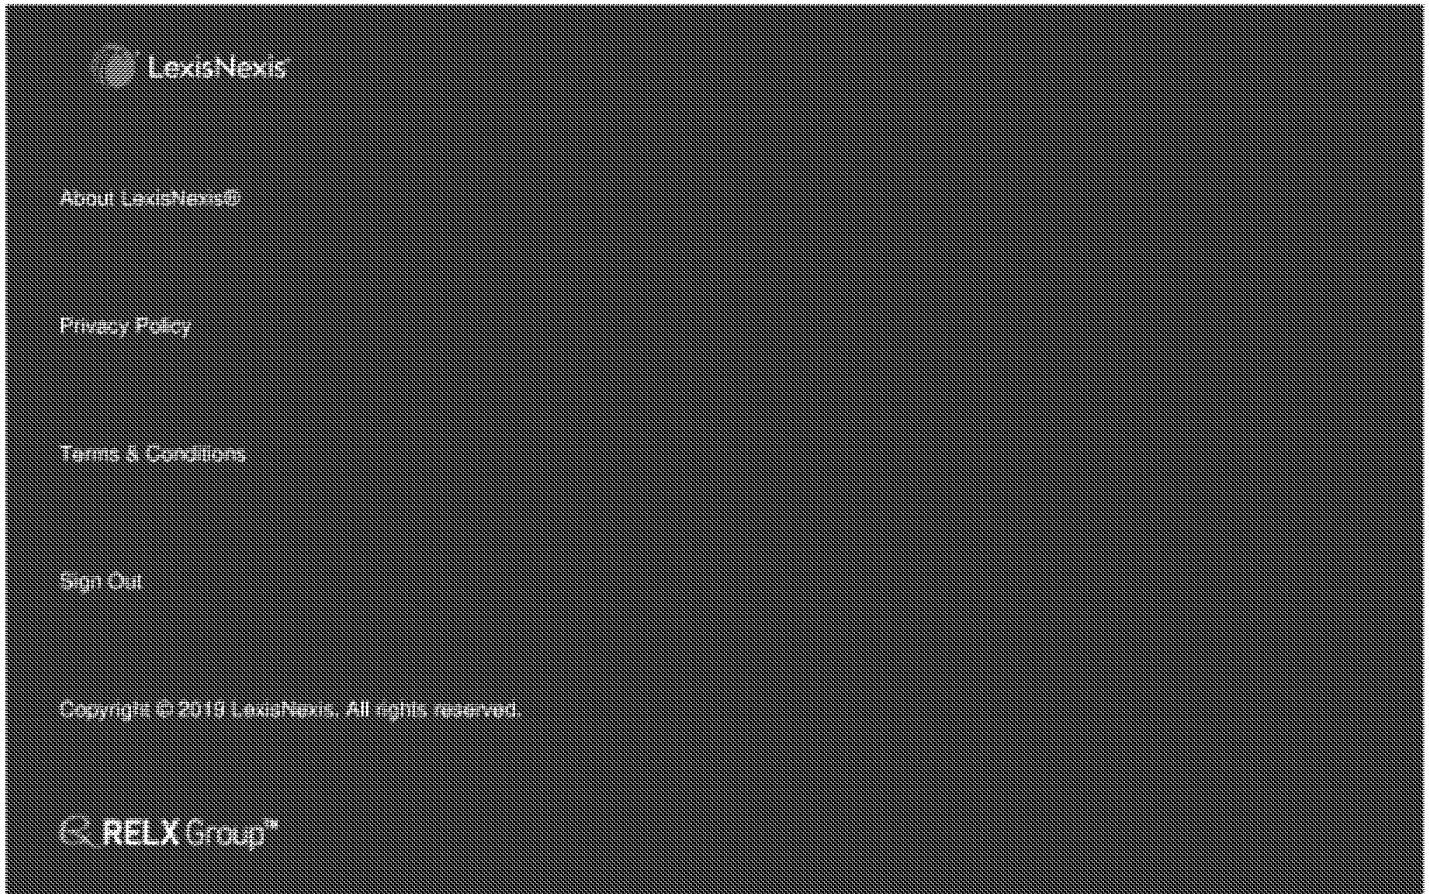 LexisNexis®
About LexisNexis®
Privacy Policy
Terms & Conditions
Sign Out
Copyright © 2019 LexisNexis. All rights reserved.
RELX Group™